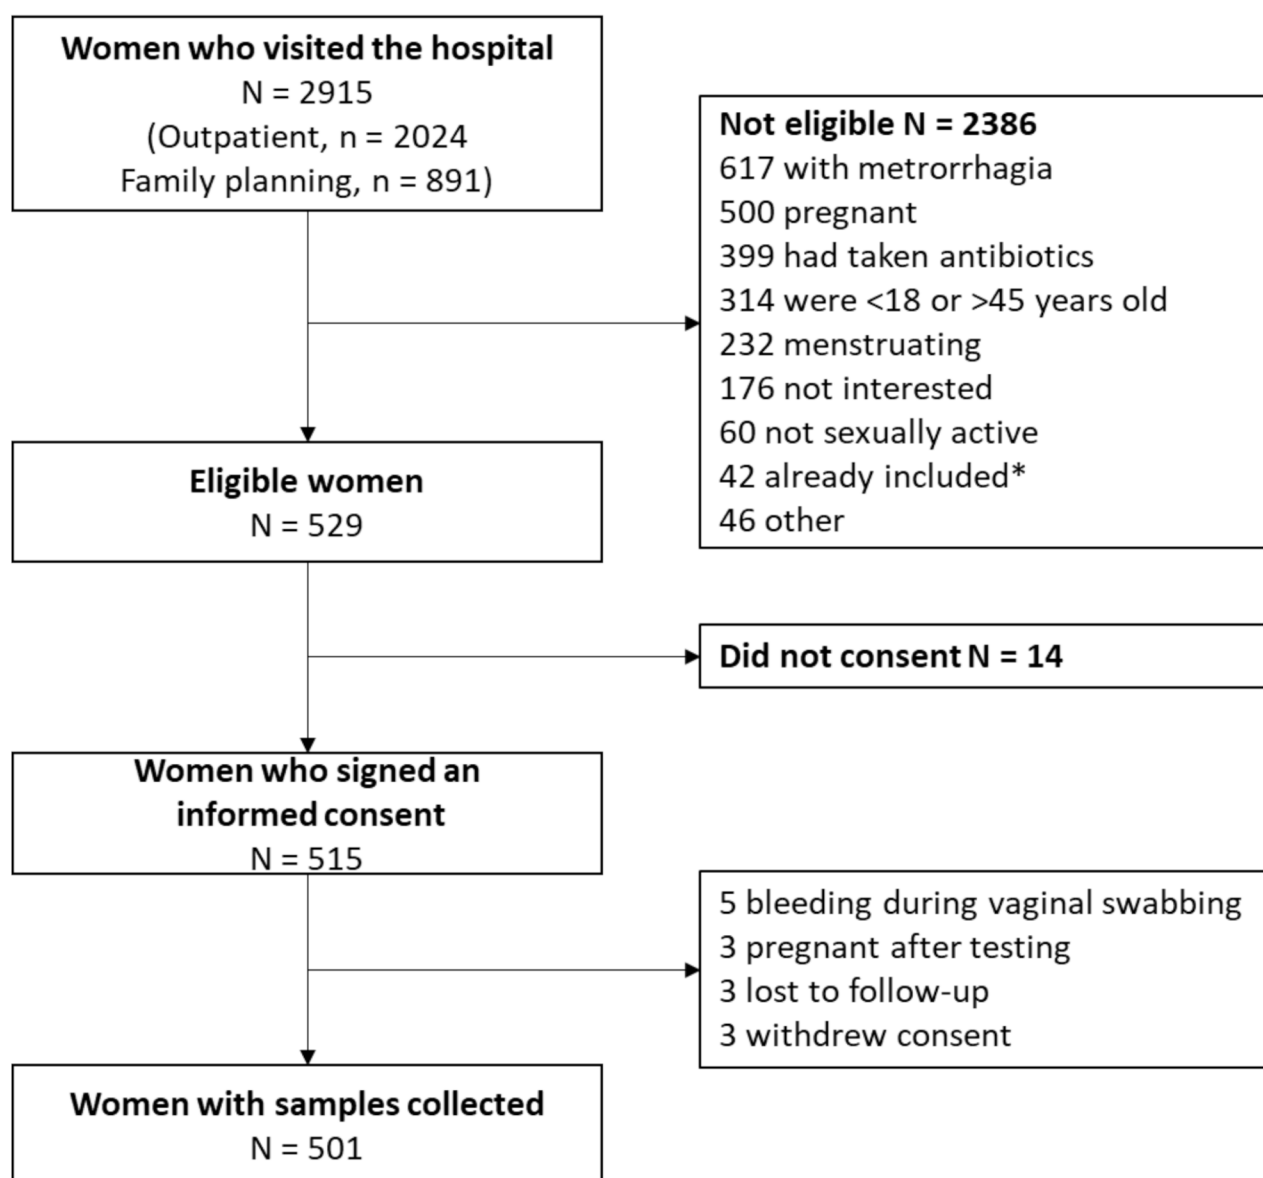 Women who visited the hospital
N = 2915
(Outpatient, n = 2024
Family planning, n = 891)
Not eligible N = 2386
617 with metrorrhagia
500 pregnant
399 had taken antibiotics
314 were <18 or >45 years old
232 menstruating
176 not interested
60 not sexually active
42 already included*
46 other
Eligible women
N = 529
Did not consent N = 14
Women who signed an
informed consent
N = 515
5 bleeding during vaginal swabbing
3 pregnant after testing
3 lost to follow-up
3 withdrew consent
Women with samples collected
N = 501